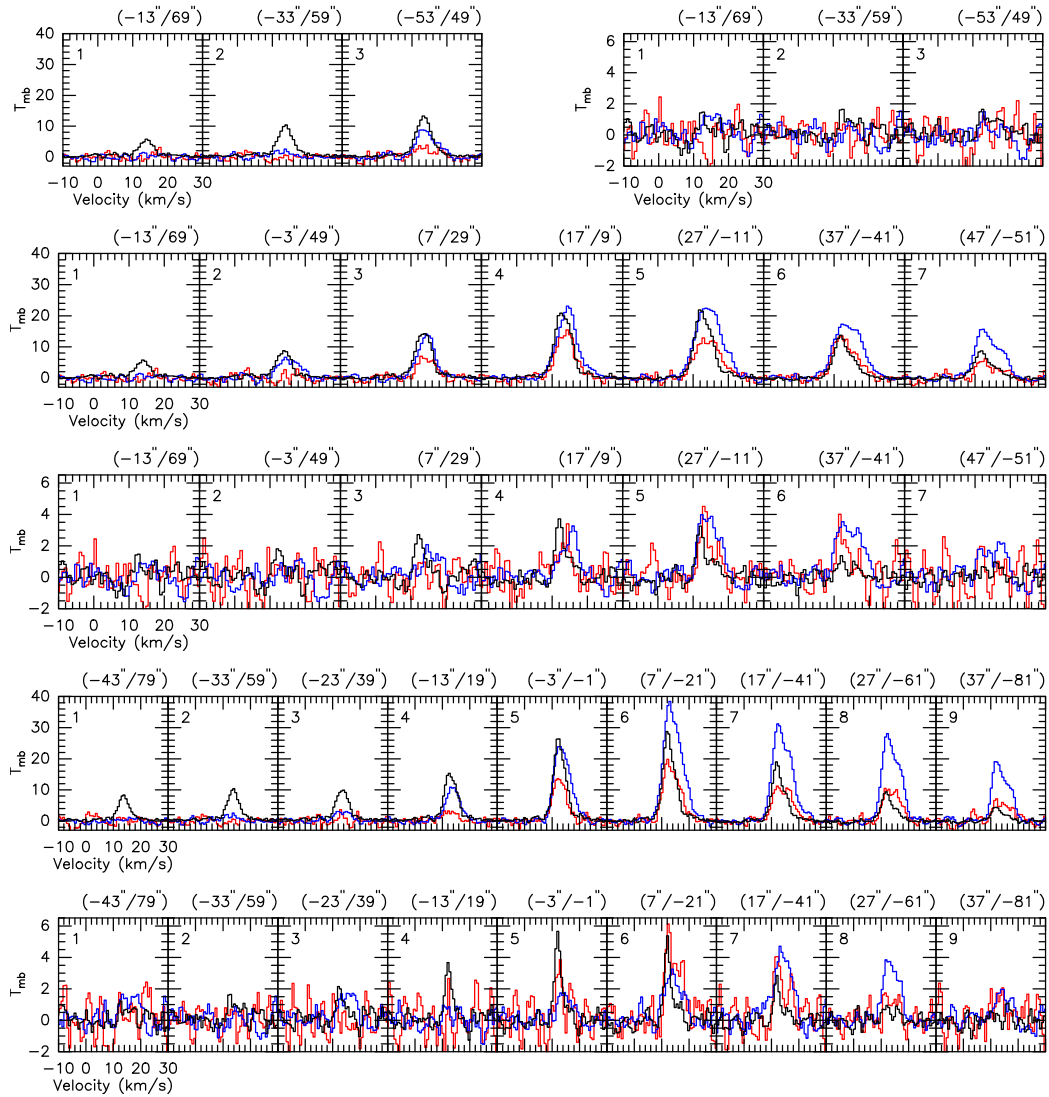 (−13"/69") (−33"/59") (−53"/49") (−13"/69) (−33"/59) (−53"/49)
40 1 2 3 6 1 2 3
30 4
20 2
10 0
0 −2
T_mb T_mb
−10 0 10 20 30 −10 0 10 20 30
Velocity (km/s) Velocity (km/s)
(−13"/69") (−3"/49") (7"/29") (17"/9") (27"/−11") (37"/−41") (47"/−51")
40 1 2 3 4 5 6 7
30
20
10
0
T_mb
−10 0 10 20 30
Velocity (km/s)
(−13"/69") (−3"/49") (7"/29") (17"/9") (27"/−11") (37"/−41") (47"/−51")
6 1 2 3 4 5 6 7
4
2
0
−2
T_mb
−10 0 10 20 30
Velocity (km/s)
(−43"/79") (−33"/59") (−23"/39") (−13"/19") (−3"/−1") (7"/−21") (17"/−41") (27"/−61") (37"/−81")
40 1 2 3 4 5 6 7 8 9
30
20
10
0
T_mb
−10 0 10 20 30
Velocity (km/s)
(−43"/79") (−33"/59") (−23"/39") (−13"/19") (−3"/−1") (7"/−21") (17"/−41") (27"/−61") (37"/−81")
6 1 2 3 4 5 6 7 8 9
4
2
0
−2
T_mb
−10 0 10 20 30
Velocity (km/s)